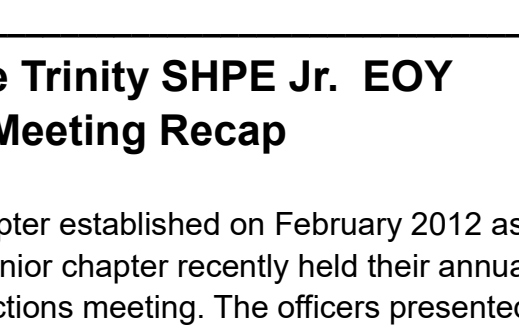 e Trinity SHPE Jr.  EOY
Meeting Recap
pter established on February 2012 as
nior chapter recently held their annua
ctions meeting. The officers presented